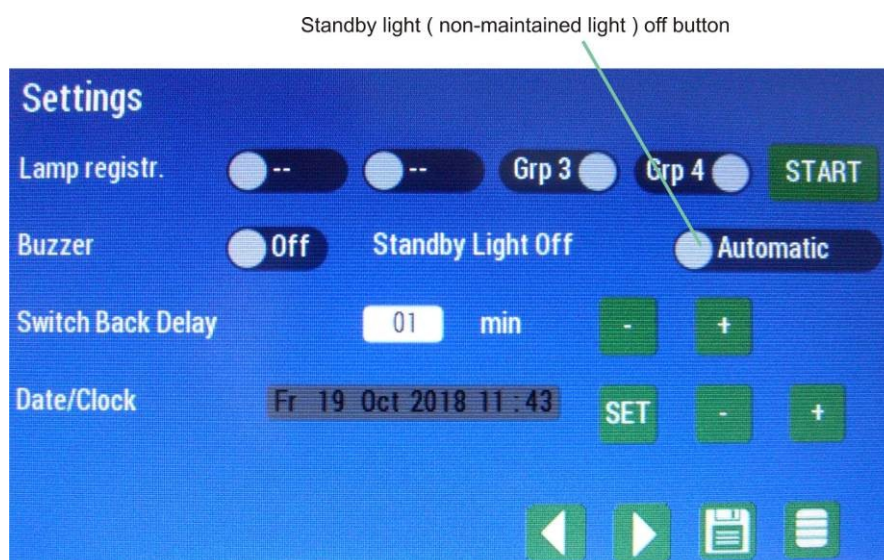 Standby light ( non-maintained light ) off button
Settings
Lamp registr. -- -- Grp 3 Grp 4 START
Buzzer Off Standby Light Off Automatic
Switch Back Delay 01 min - +
Date/Clock Fr 19 Oct 2018 11 : 43 SET - +